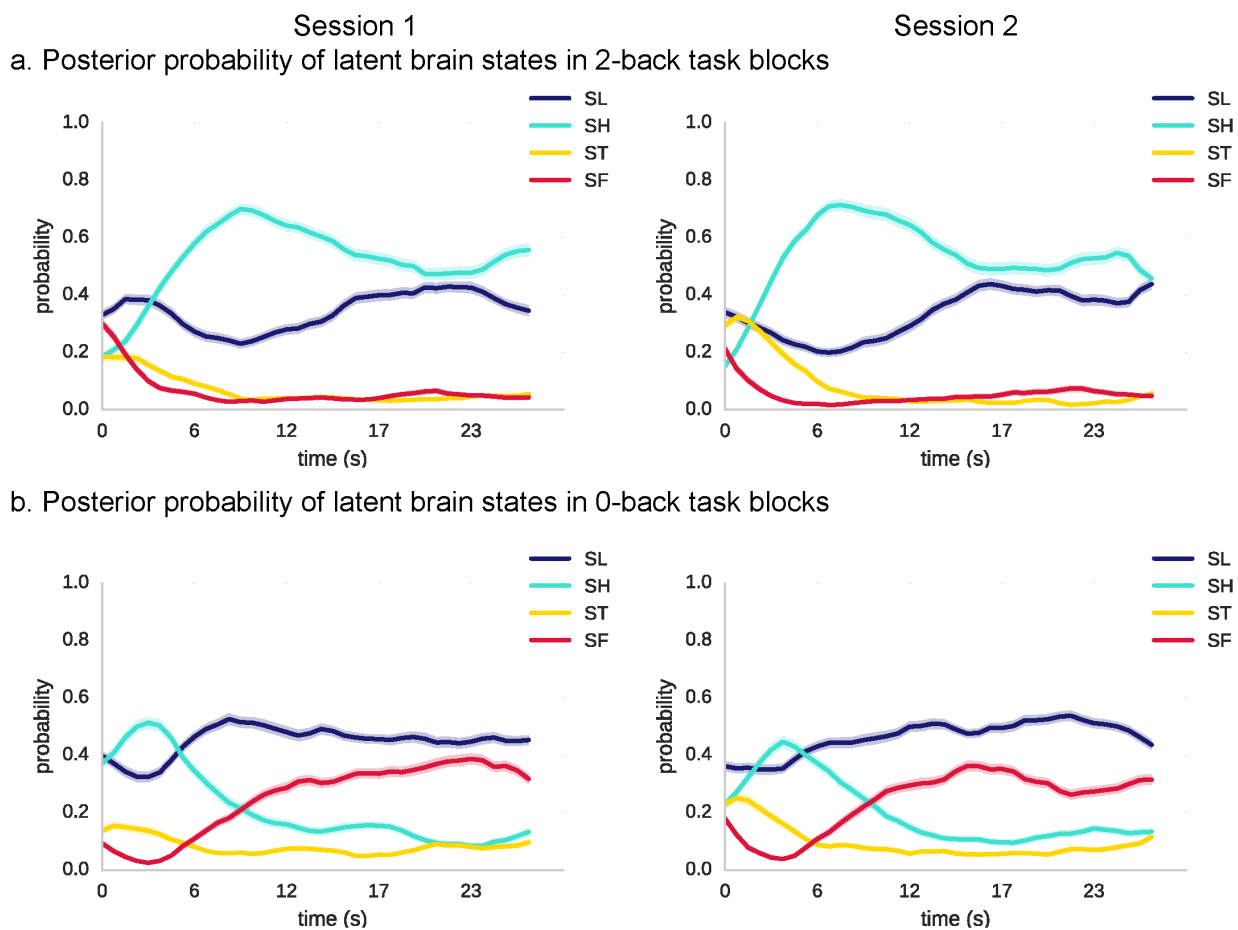 Session 1
Session 2
a. Posterior probability of latent brain states in 2-back task blocks
SL
SH
ST
SF
1.0
0.8
0.6
0.4
0.2
0.0
probability
0
6
12
17
23
time (s)
SL
SH
ST
SF
1.0
0.8
0.6
0.4
0.2
0.0
probability
0
6
12
17
23
time (s)
b. Posterior probability of latent brain states in 0-back task blocks
SL
SH
ST
SF
1.0
0.8
0.6
0.4
0.2
0.0
probability
0
6
12
17
23
time (s)
SL
SH
ST
SF
1.0
0.8
0.6
0.4
0.2
0.0
probability
0
6
12
17
23
time (s)